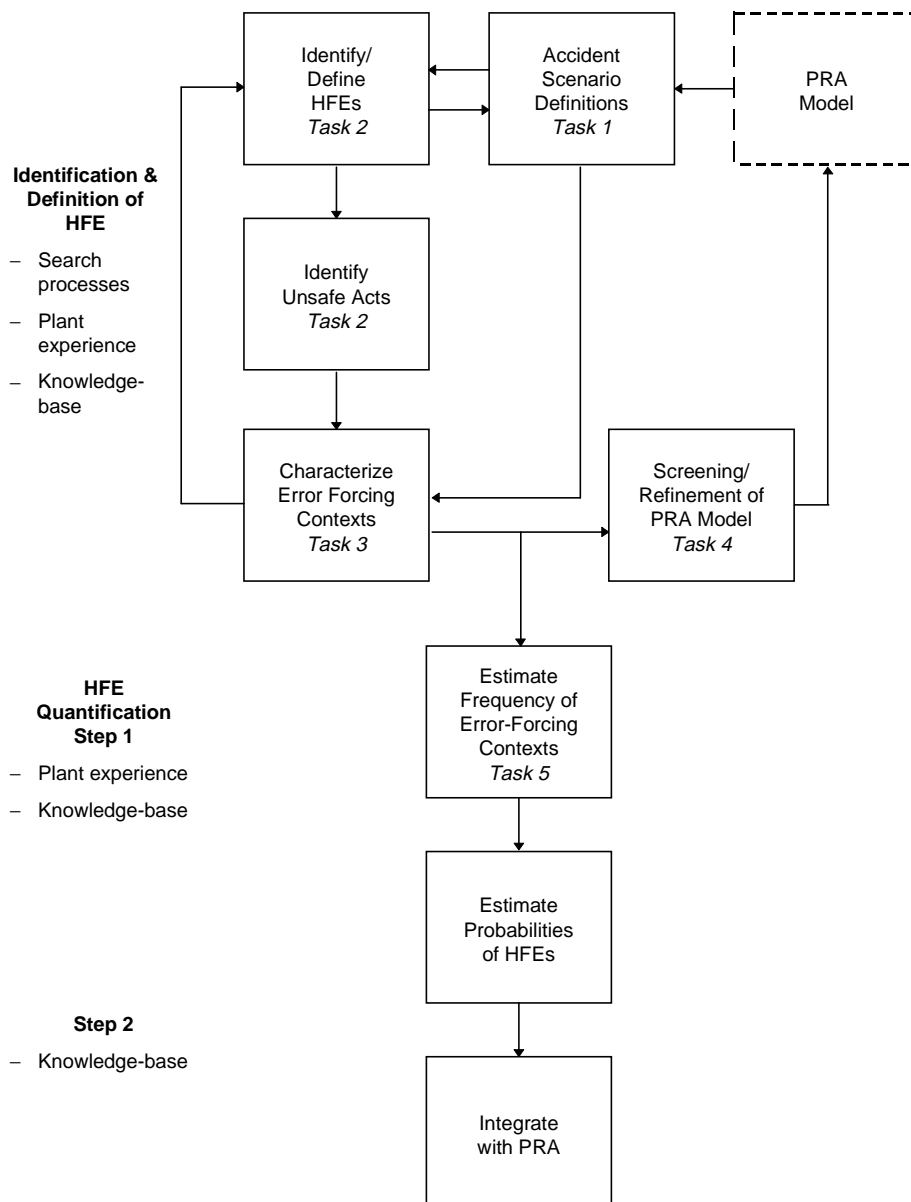 Identify/
Define
HFEs
Task 2
Accident
Scenario
Definitions
Task 1
PRA
Model
Identification &
Definition of
HFE
– Search
processes
– Plant
experience
– Knowledge-
base
Identify
Unsafe Acts
Task 2
Characterize
Error Forcing
Contexts
Task 3
Screening/
Refinement of
PRA Model
Task 4
HFE
Quantification
Step 1
– Plant experience
– Knowledge-base
Estimate
Frequency of
Error-Forcing
Contexts
Task 5
Estimate
Probabilities
of HFEs
Step 2
– Knowledge-base
Integrate
with PRA